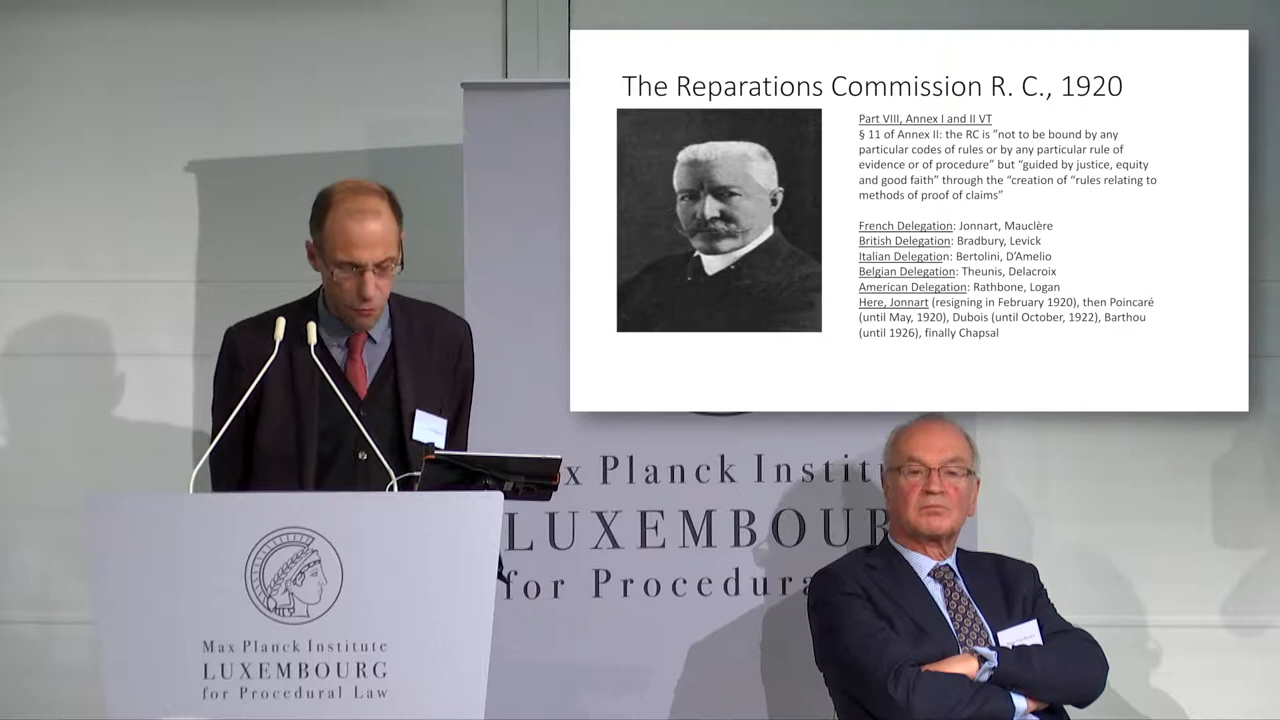 The Reparations Commission R. C., 1920
Part VIII, Annex I and II VT
§ 11 of Annex II: the RC is ”not to be bound by any
particular codes of rules or by any particular rule of
evidence or of procedure” but “guided by justice, equity
and good faith” through the “creation of “rules relating to
methods of proof of claims”
French Delegation: Jonnart, Mauclère
British Delegation: Bradbury, Levick
Italian Delegation: Bertolini, D’Amelio
Belgian Delegation: Theunis, Delacroix
American Delegation: Rathbone, Logan
Here, Jonnart (resigning in February 1920), then Poincaré
(until May, 1920), Dubois (until October, 1922), Barthou
(until 1926), finally Chapsal
x Planck Institu
LUXEMBOUR
for Procedura
Max Planck Institute
LUXEMBOURG
for Procedural Law